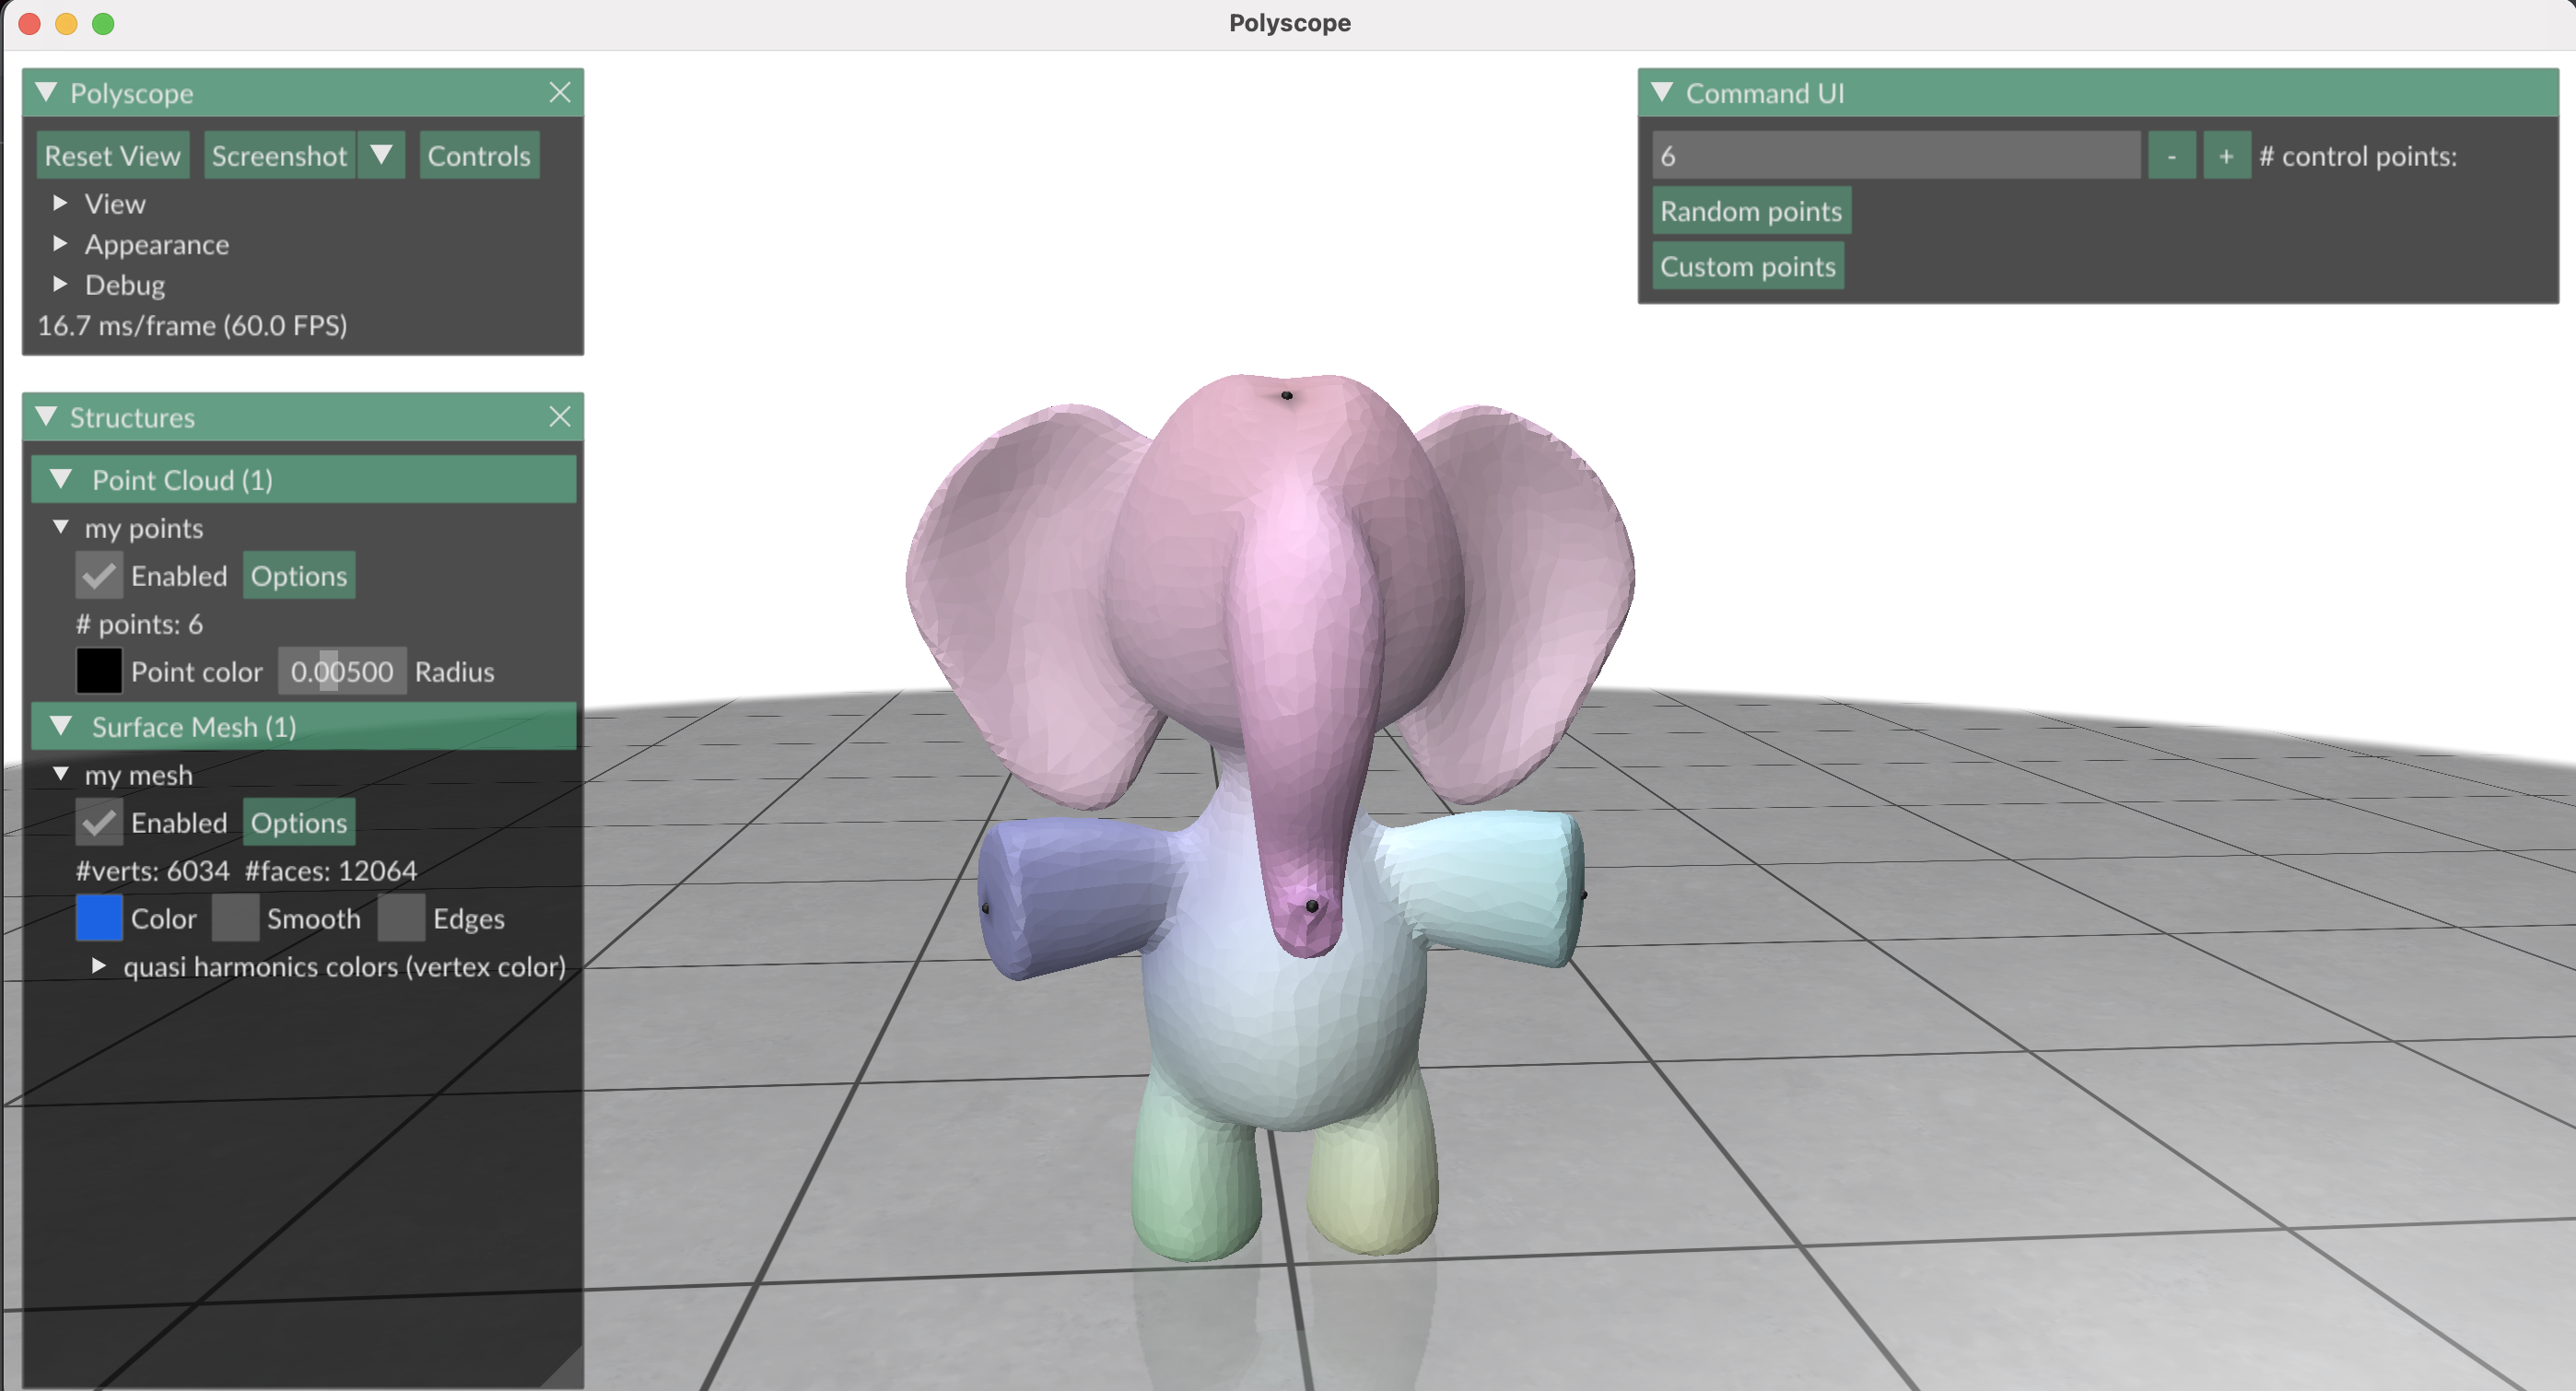 Polyscope
Polyscope
Reset View Screenshot Controls
View
Appearance
Debug
16.7 ms/frame (60.0 FPS)
Structures
Point Cloud (1)
my points
Enabled Options
# points: 6
Point color 0.00500 Radius
Surface Mesh (1)
my mesh
Enabled Options
#verts: 6034 #faces: 12064
Color Smooth Edges
quasi harmonics colors (vertex color)
Command UI
6 - + # control points:
Random points
Custom points